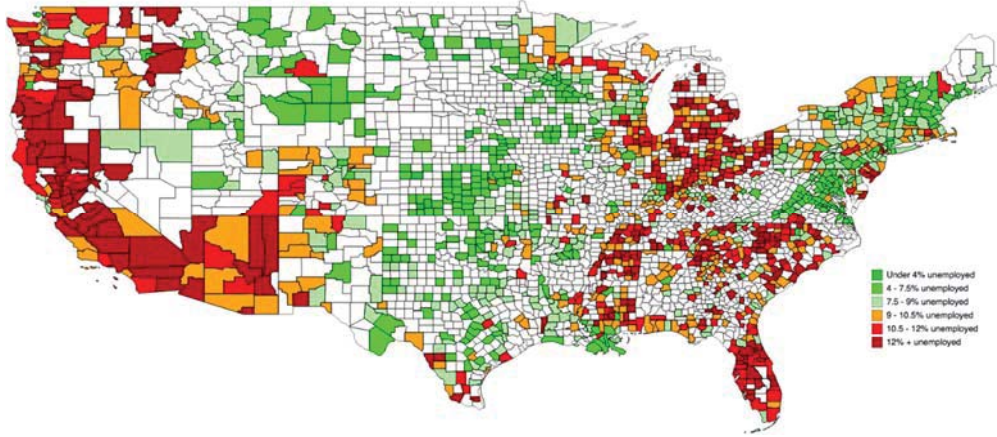 Under 4% unemployed
4 - 7.5% unemployed
7.5 - 9% unemployed
9 - 10.5% unemployed
10.5 - 12% unemployed
12% + unemployed